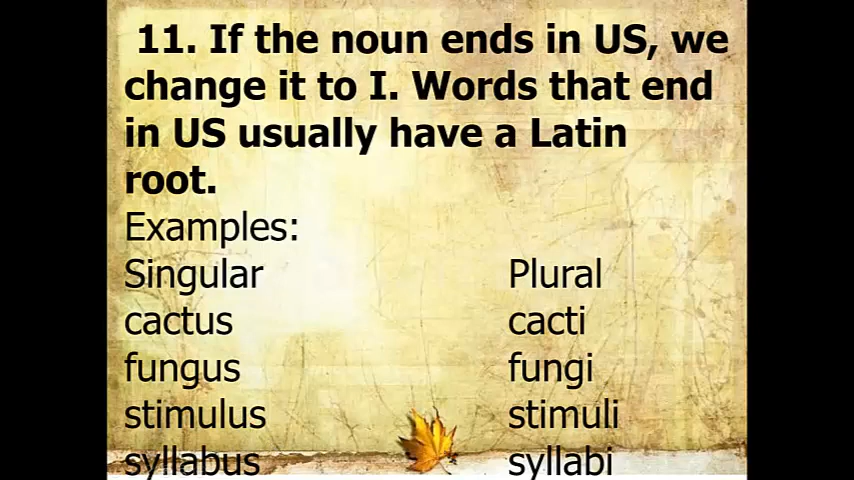 11. If the noun ends in US, we
change it to I. Words that end
in US usually have a Latin
root.
Examples:
Singular Plural
cactus cacti
fungus fungi
stimulus stimuli
syllabus syllabi